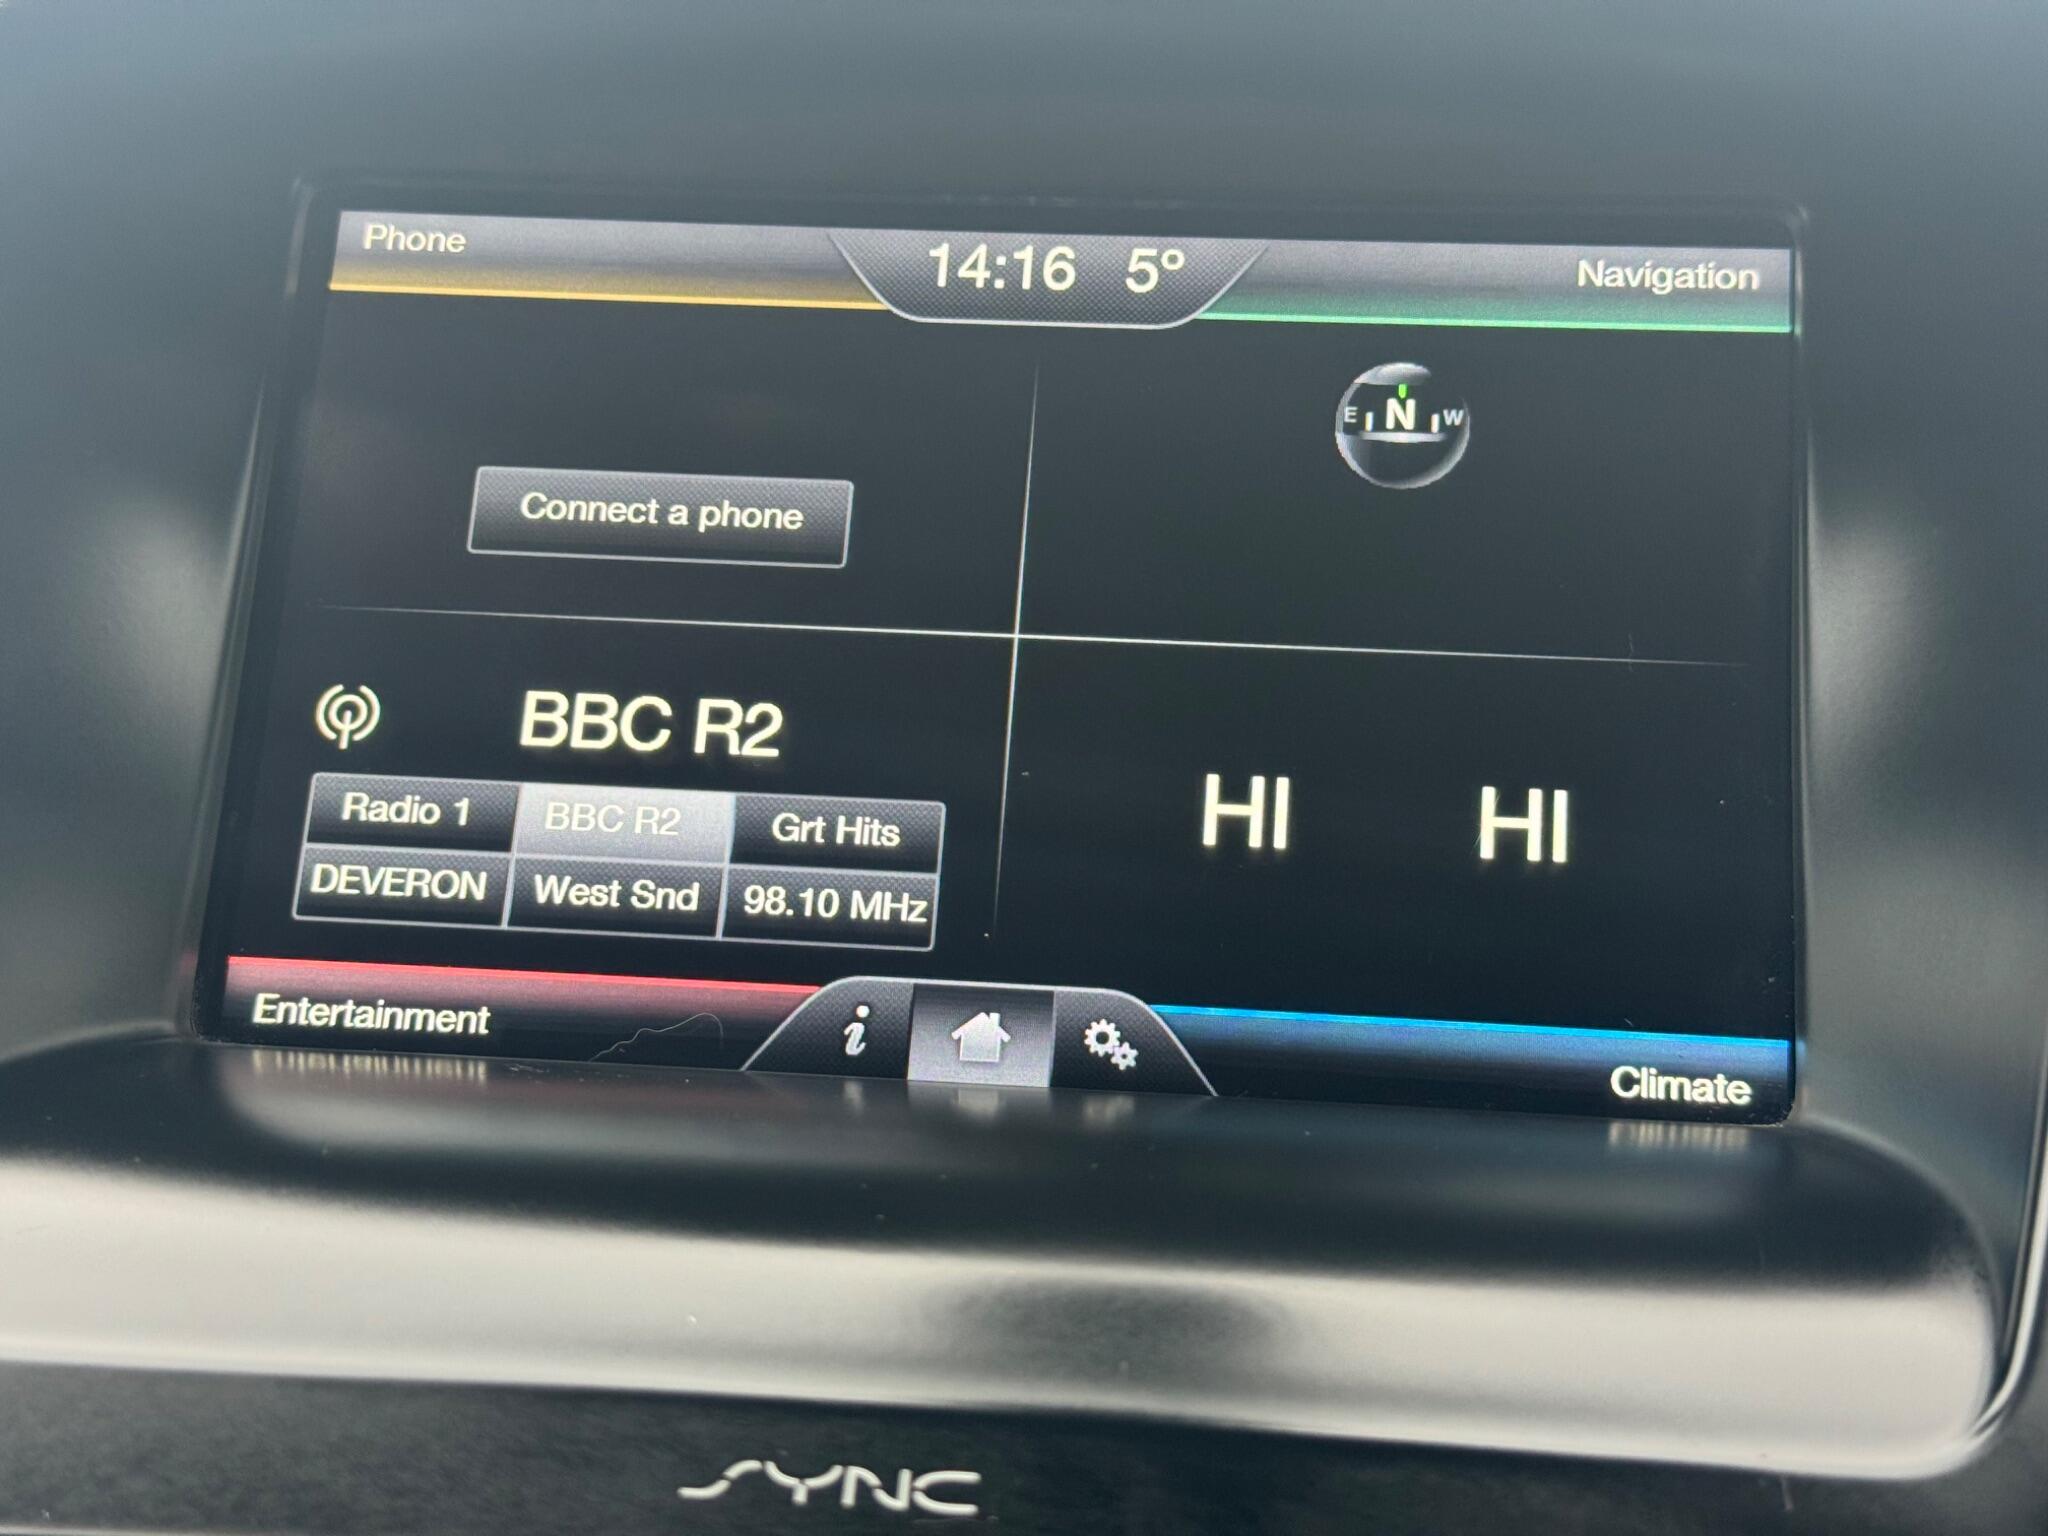 Phone
14:16 5°
Navigation
E N W
Connect a phone
BBC R2
Radio 1 BBC R2 Grt Hits
DEVERON West Snd 98.10 MHz
HI HI
Entertainment
i
Climate
SYNC